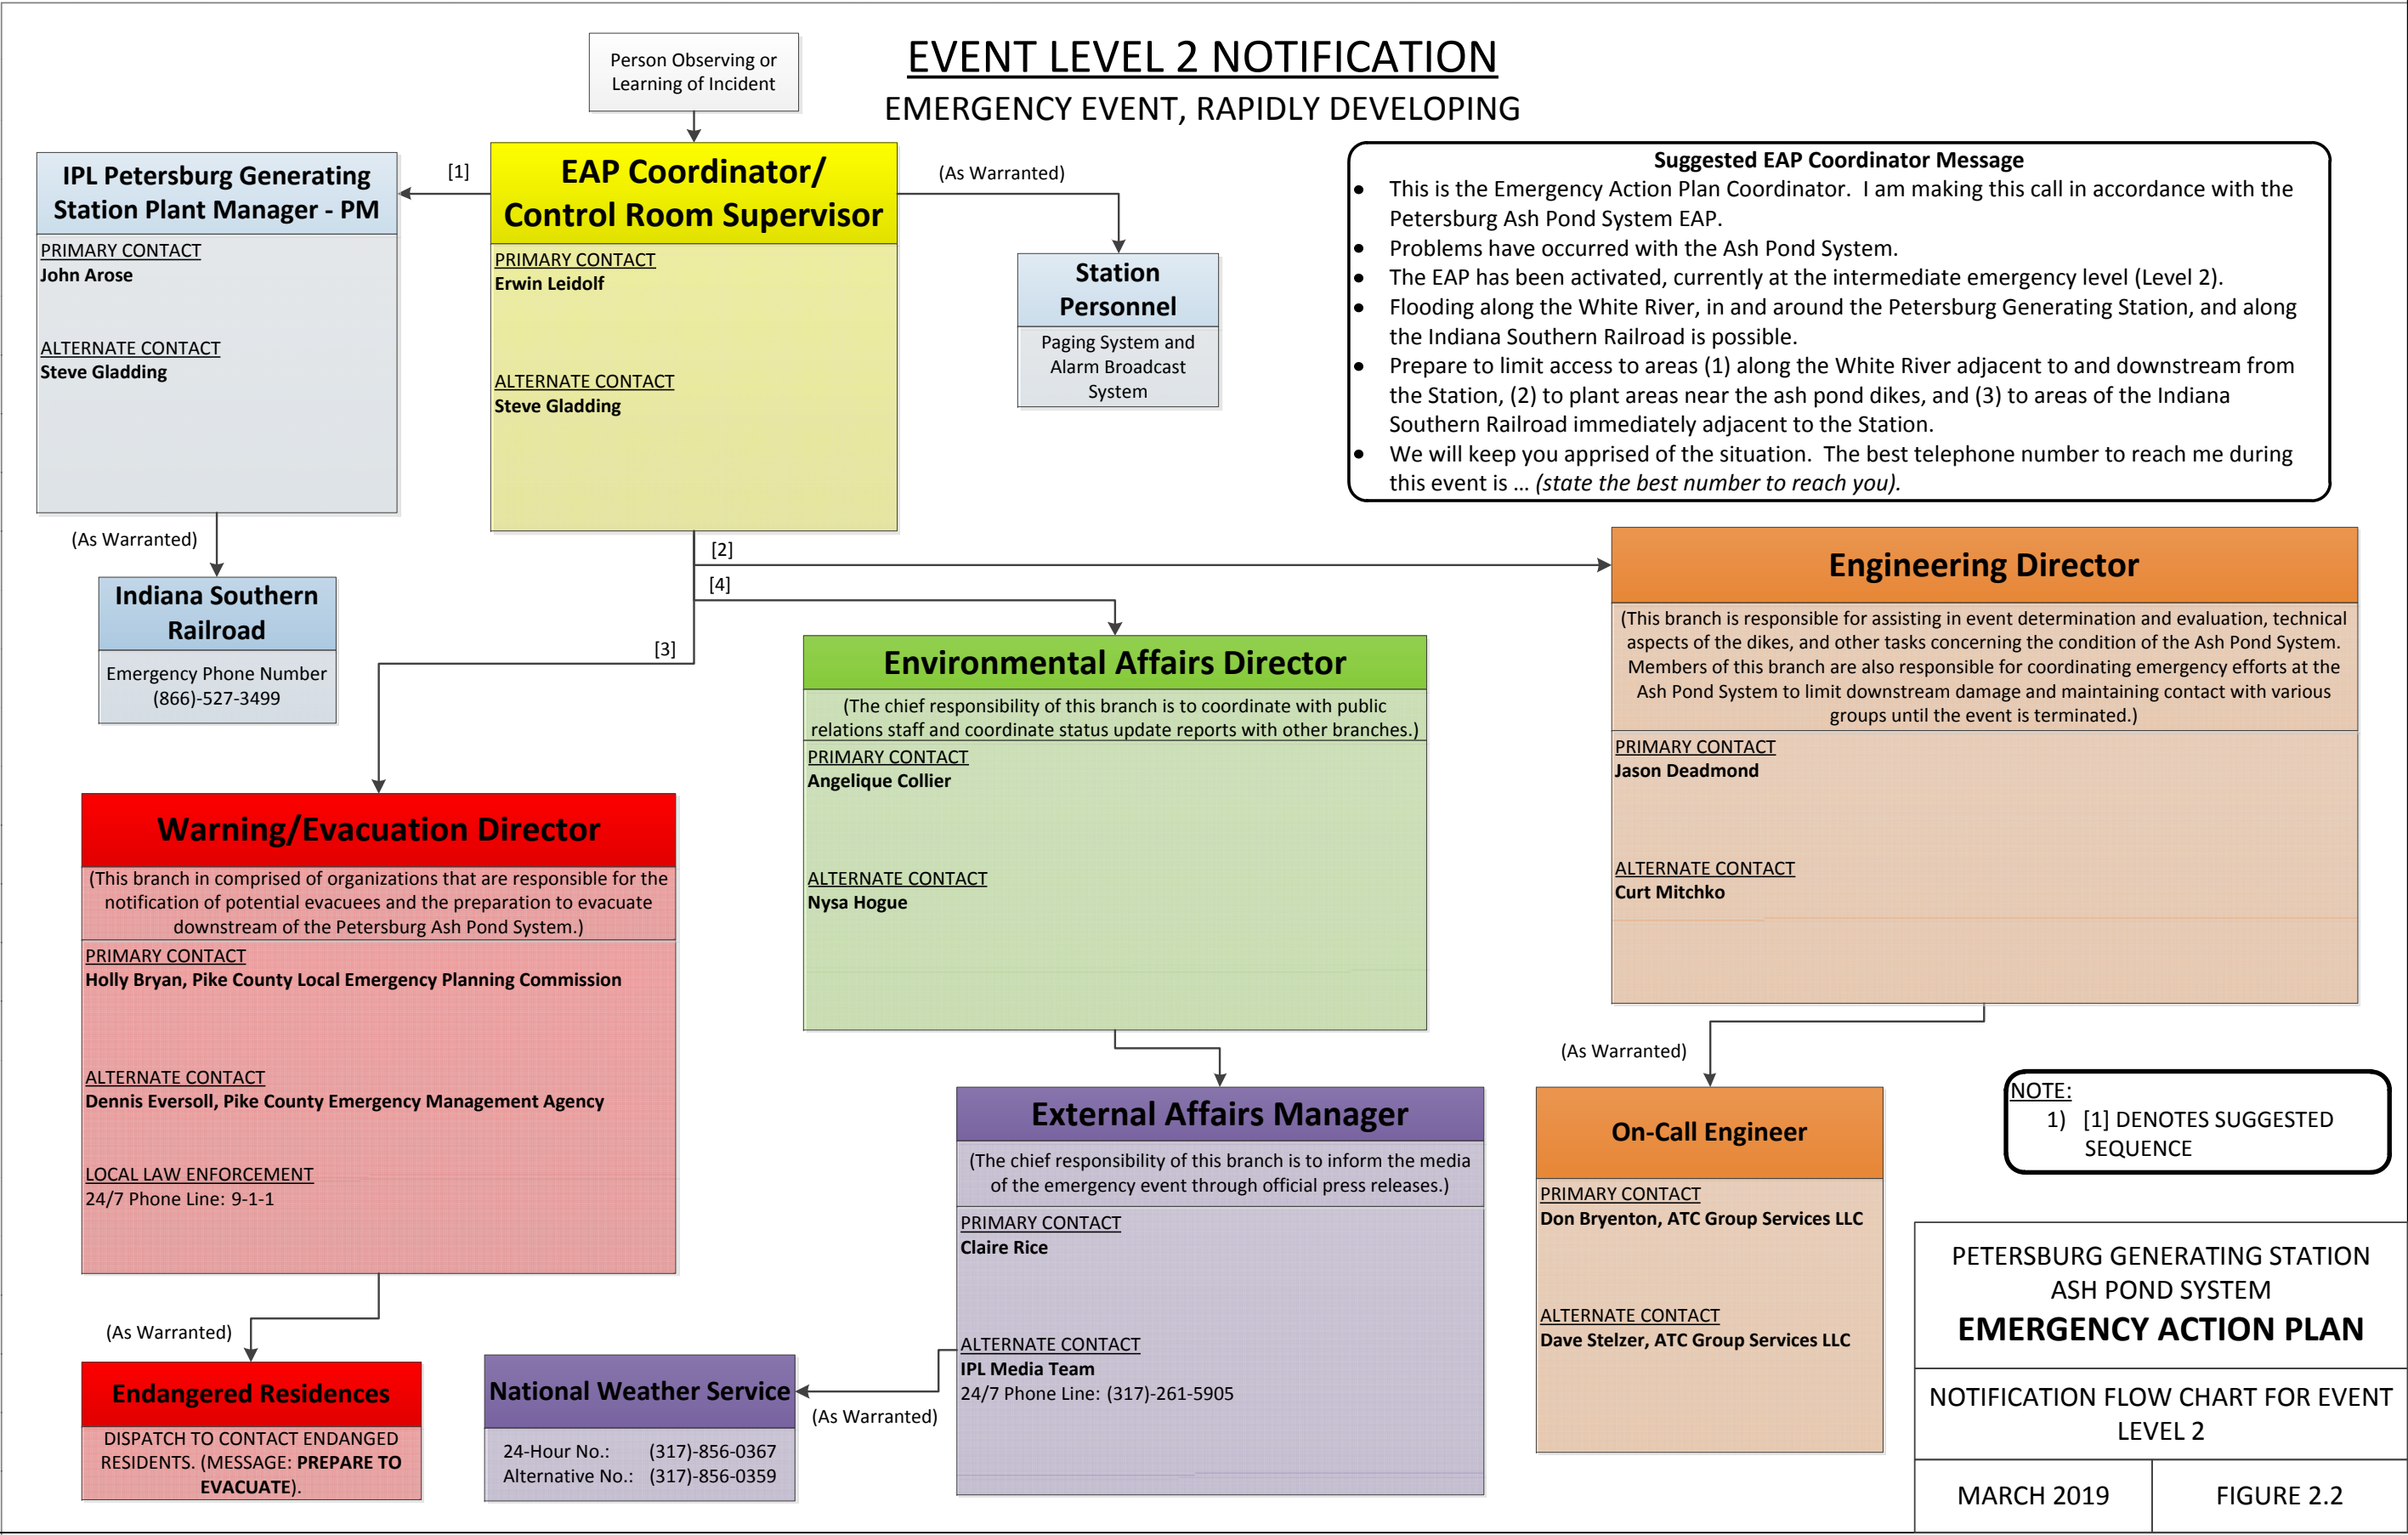 EVENT LEVEL 2 NOTIFICATION
EMERGENCY EVENT, RAPIDLY DEVELOPING
Person Observing or
Learning of Incident
IPL Petersburg Generating
Station Plant Manager - PM
PRIMARY CONTACT
John Arose
ALTERNATE CONTACT
Steve Gladding
[1]
EAP Coordinator/
Control Room Supervisor
PRIMARY CONTACT
Erwin Leidolf
ALTERNATE CONTACT
Steve Gladding
(As Warranted)
Station
Personnel
Paging System and
Alarm Broadcast
System
Suggested EAP Coordinator Message
• This is the Emergency Action Plan Coordinator. I am making this call in accordance with the
Petersburg Ash Pond System EAP.
• Problems have occurred with the Ash Pond System.
• The EAP has been activated, currently at the intermediate emergency level (Level 2).
• Flooding along the White River, in and around the Petersburg Generating Station, and along
the Indiana Southern Railroad is possible.
• Prepare to limit access to areas (1) along the White River adjacent to and downstream from
the Station, (2) to plant areas near the ash pond dikes, and (3) to areas of the Indiana
Southern Railroad immediately adjacent to the Station.
• We will keep you apprised of the situation. The best telephone number to reach me during
this event is … (state the best number to reach you).
(As Warranted)
Indiana Southern
Railroad
Emergency Phone Number
(866)-527-3499
[2]
[4]
[3]
Engineering Director
(This branch is responsible for assisting in event determination and evaluation, technical
aspects of the dikes, and other tasks concerning the condition of the Ash Pond System.
Members of this branch are also responsible for coordinating emergency efforts at the
Ash Pond System to limit downstream damage and maintaining contact with various
groups until the event is terminated.)
PRIMARY CONTACT
Jason Deadmond
ALTERNATE CONTACT
Curt Mitchko
Environmental Affairs Director
(The chief responsibility of this branch is to coordinate with public
relations staff and coordinate status update reports with other branches.)
PRIMARY CONTACT
Angelique Collier
ALTERNATE CONTACT
Nysa Hogue
Warning/Evacuation Director
(This branch in comprised of organizations that are responsible for the
notification of potential evacuees and the preparation to evacuate
downstream of the Petersburg Ash Pond System.)
PRIMARY CONTACT
Holly Bryan, Pike County Local Emergency Planning Commission
ALTERNATE CONTACT
Dennis Eversoll, Pike County Emergency Management Agency
LOCAL LAW ENFORCEMENT
24/7 Phone Line: 9-1-1
(As Warranted)
Endangered Residences
DISPATCH TO CONTACT ENDANGED
RESIDENTS. (MESSAGE: PREPARE TO
EVACUATE).
External Affairs Manager
(The chief responsibility of this branch is to inform the media
of the emergency event through official press releases.)
PRIMARY CONTACT
Claire Rice
ALTERNATE CONTACT
IPL Media Team
24/7 Phone Line: (317)-261-5905
(As Warranted)
National Weather Service
24-Hour No.: (317)-856-0367
Alternative No.: (317)-856-0359
(As Warranted)
On-Call Engineer
PRIMARY CONTACT
Don Bryenton, ATC Group Services LLC
ALTERNATE CONTACT
Dave Stelzer, ATC Group Services LLC
NOTE:
1) [1] DENOTES SUGGESTED
SEQUENCE
PETERSBURG GENERATING STATION
ASH POND SYSTEM
EMERGENCY ACTION PLAN
NOTIFICATION FLOW CHART FOR EVENT
LEVEL 2
MARCH 2019
FIGURE 2.2